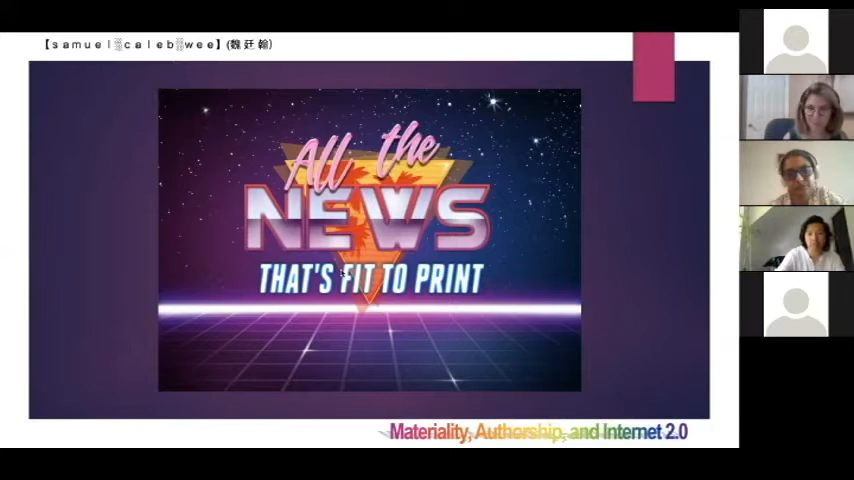 【ｓａｍｕｅｌ▒ｃａｌｅｂ▒ｗｅｅ】(魏廷翰)
All the
NEWS
THAT'S FIT TO PRINT
Materiality, Authorship, and Internet 2.0